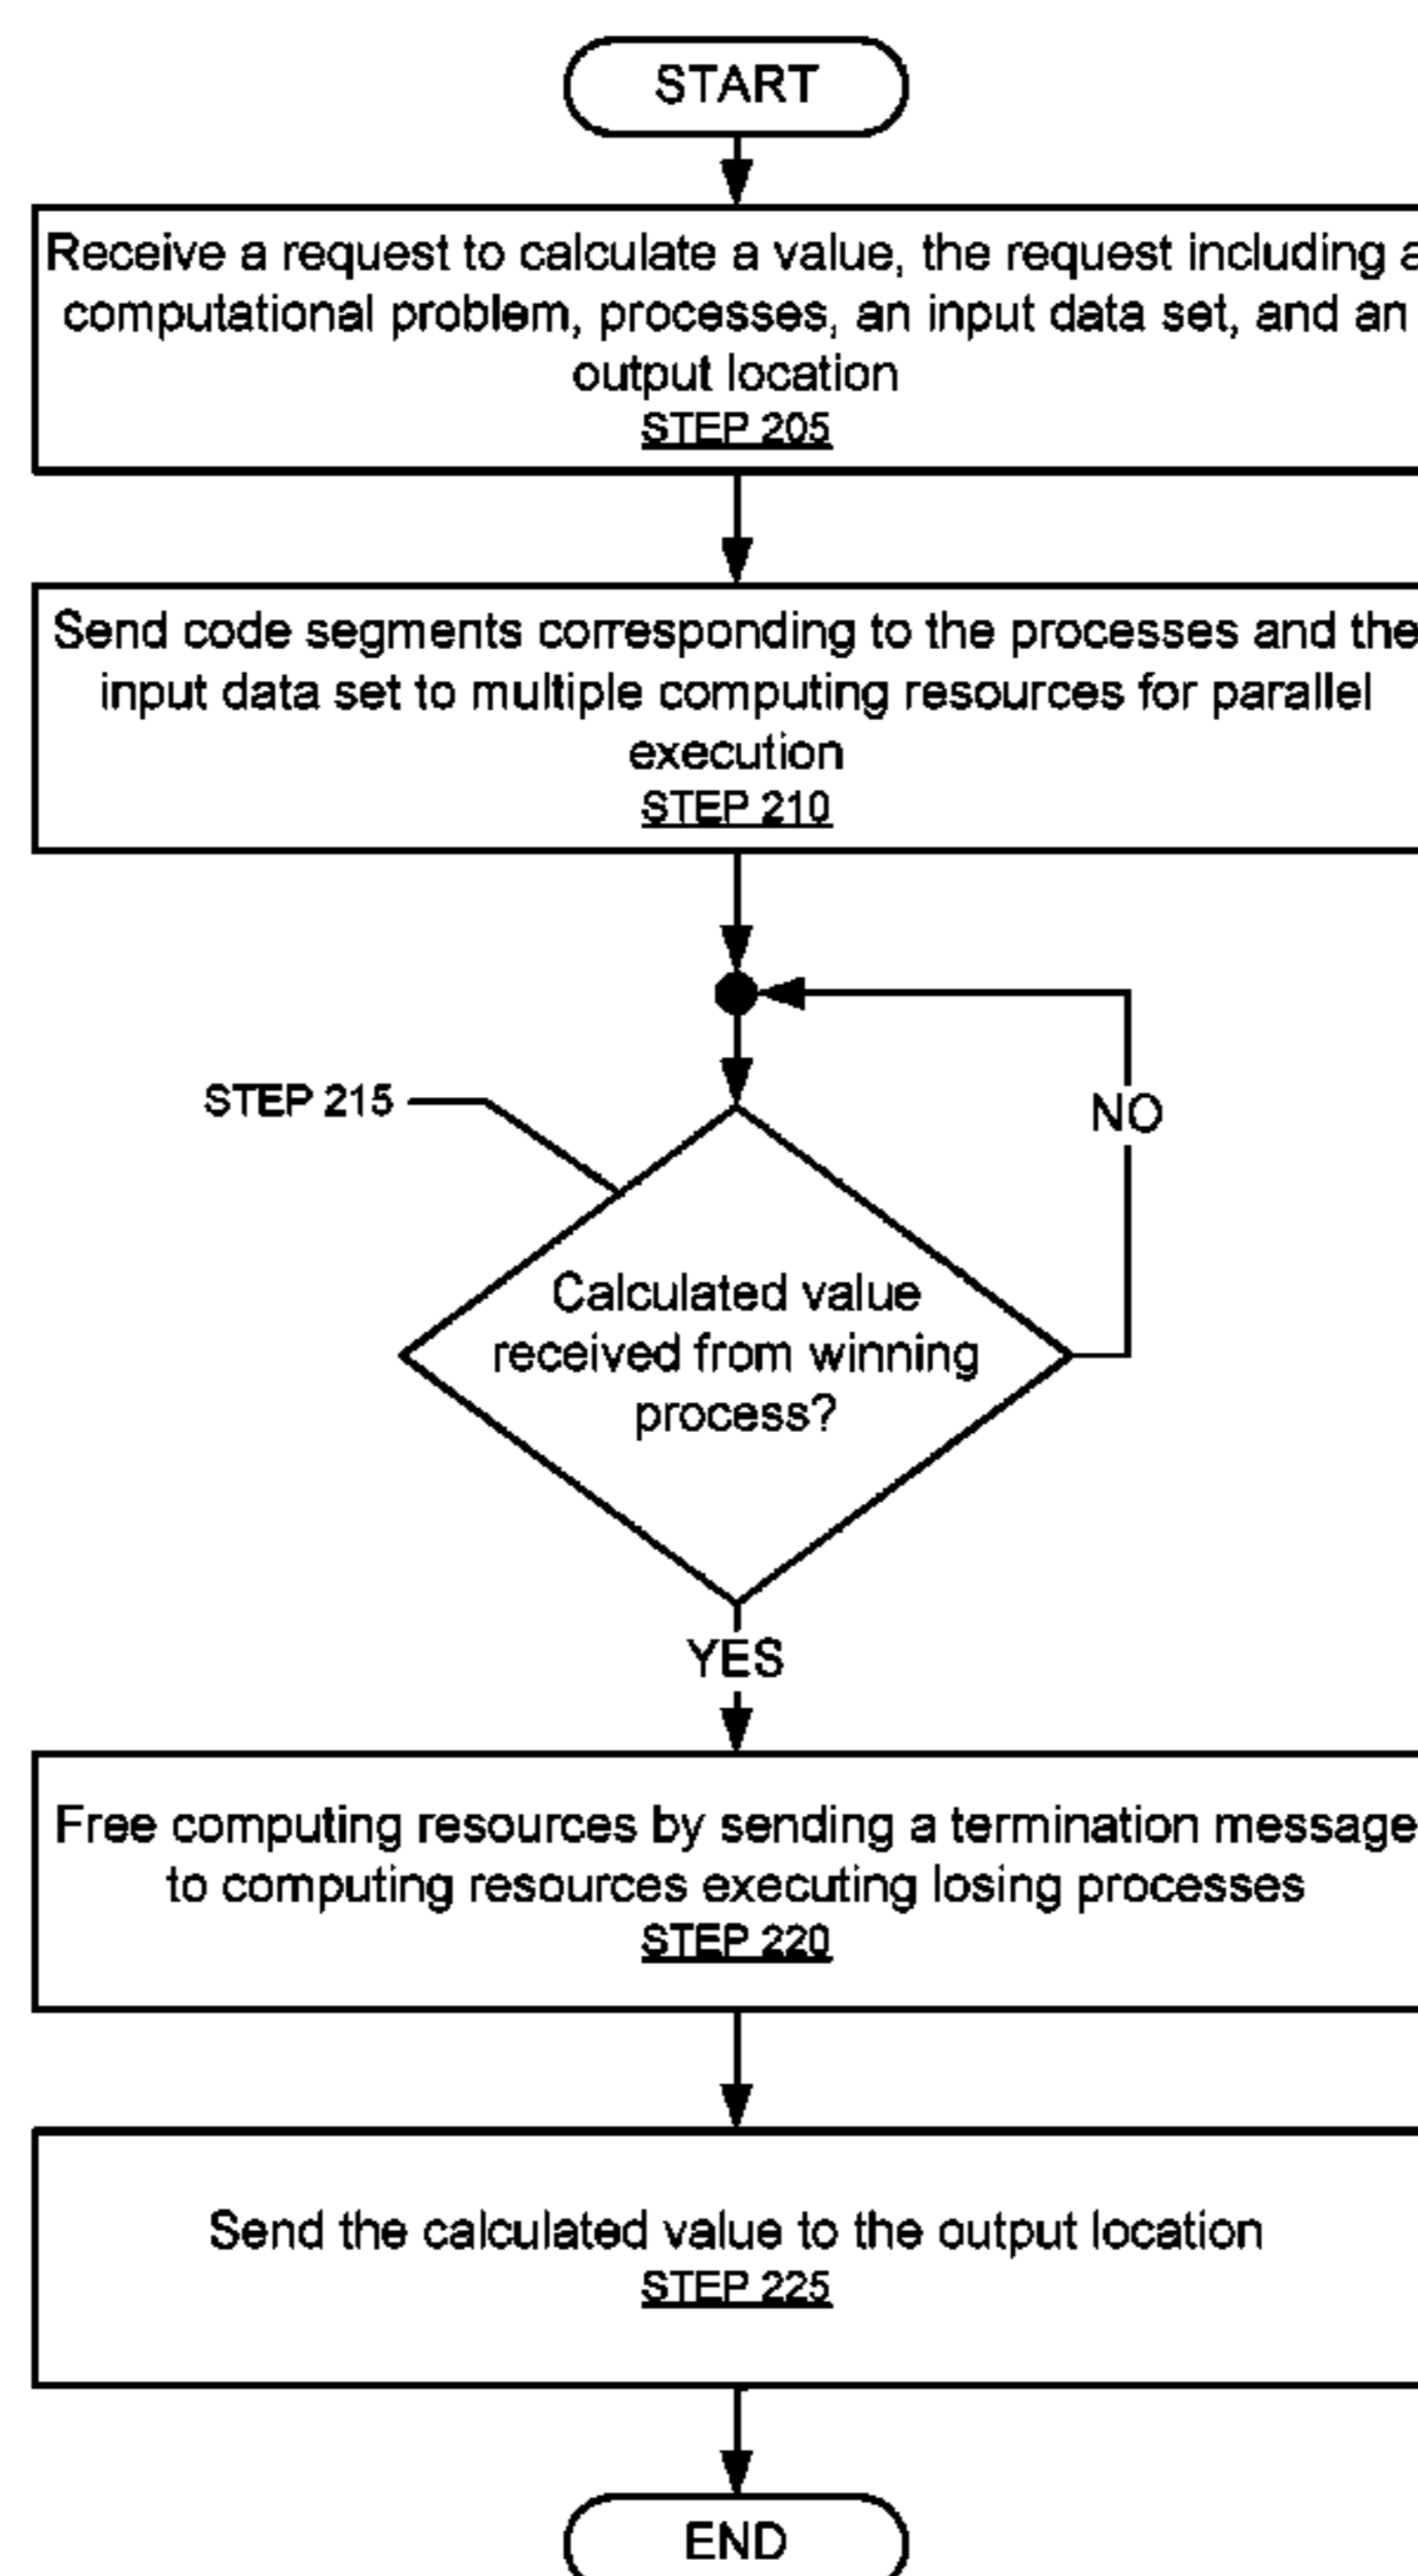 START
Receive a request to calculate a value, the request including a
computational problem, processes, an input data set, and an
output location
STEP 205
Send code segments corresponding to the processes and the
input data set to multiple computing resources for parallel
execution
STEP 210
STEP 215
NO
Calculated value
received from winning
process?
YES
Free computing resources by sending a termination message
to computing resources executing losing processes
STEP 220
Send the calculated value to the output location
STEP 225
END